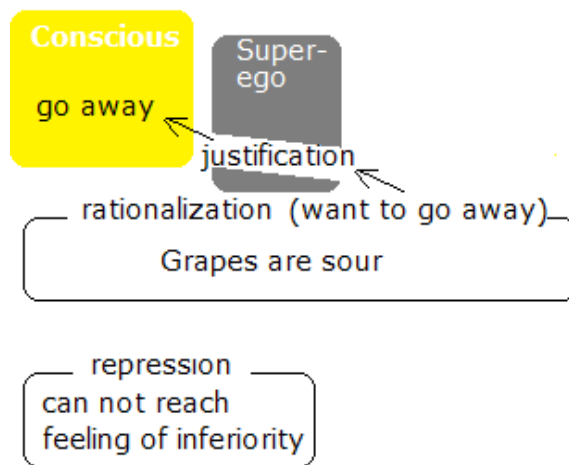 Conscious
Super-
ego
go away
justification
rationalization (want to go away)
Grapes are sour
repression
can not reach
feeling of inferiority